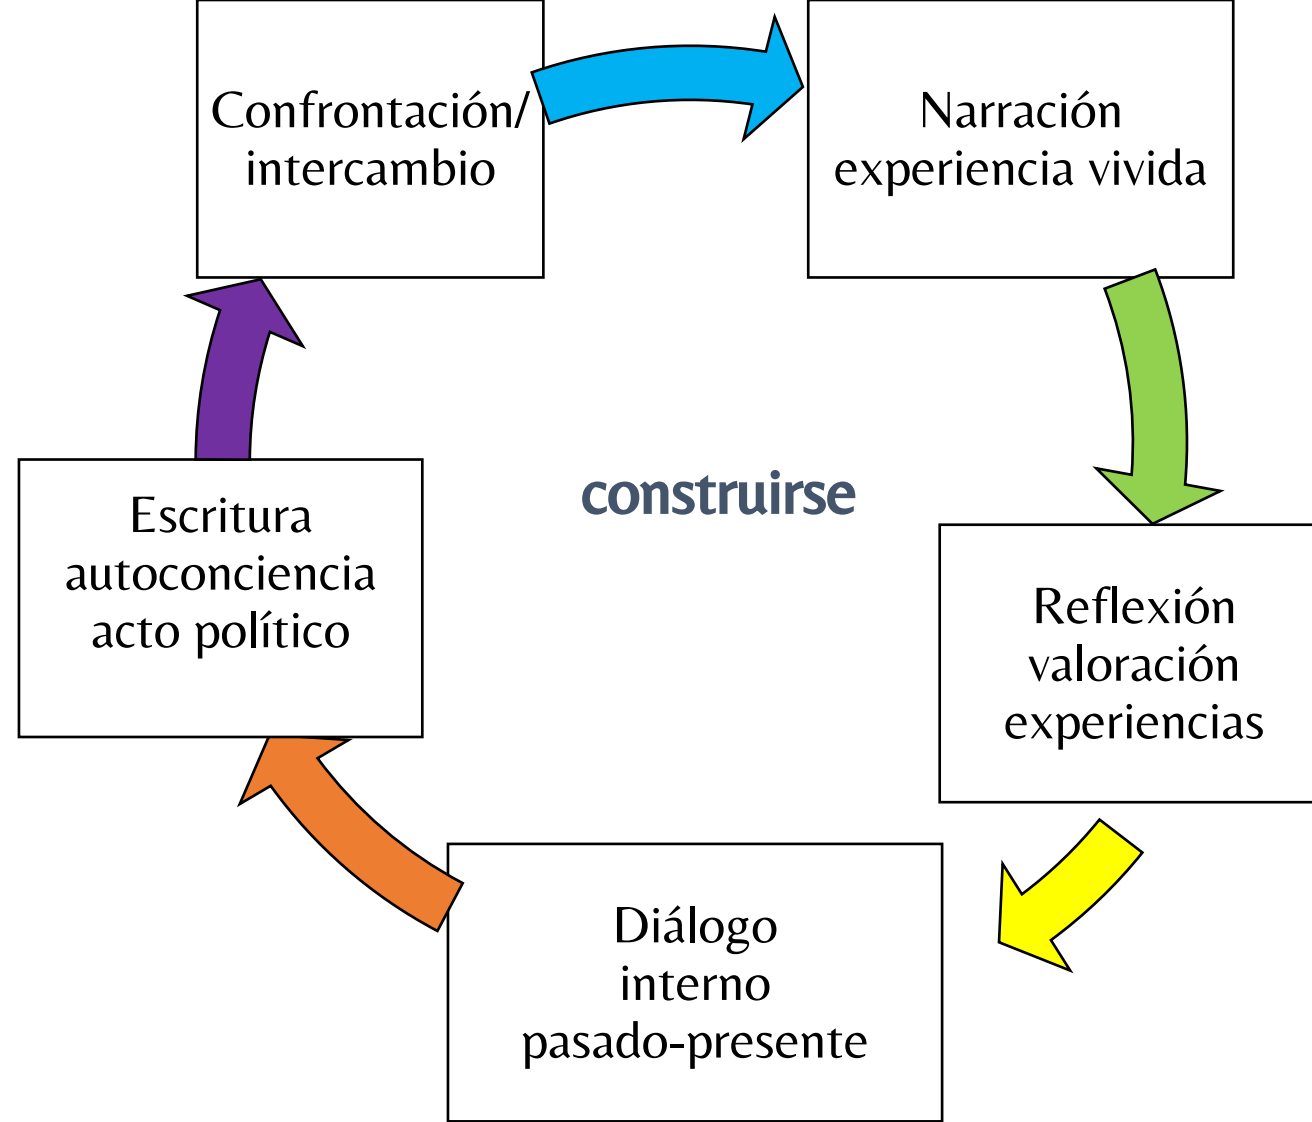 Confrontación/
intercambio
Narración
experiencia vivida
construirse
Escritura
autoconciencia
acto político
Reflexión
valoración
experiencias
Diálogo
interno
pasado-presente